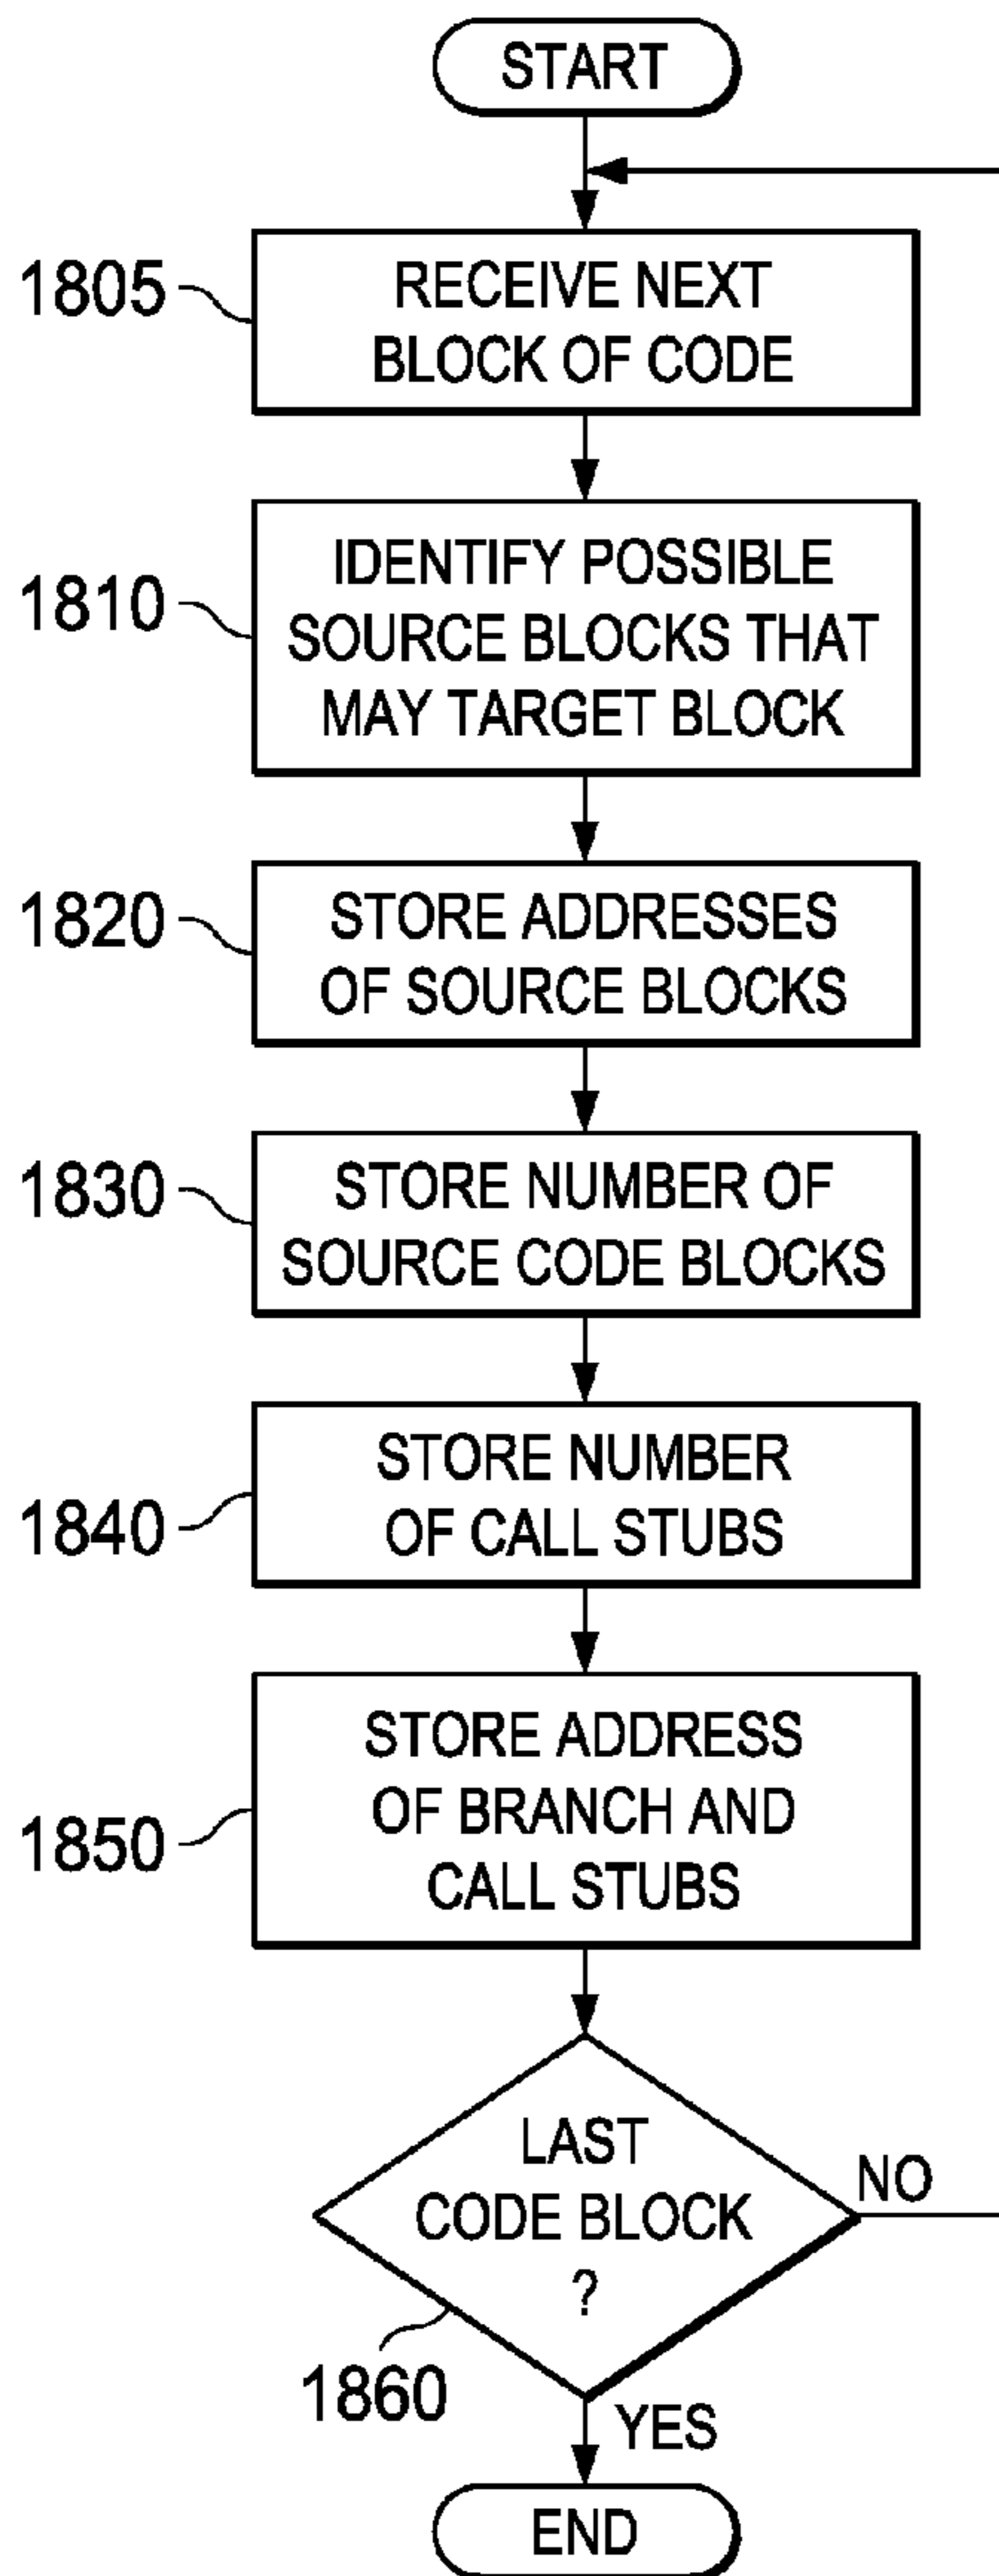 START
1805
RECEIVE NEXT
BLOCK OF CODE
1810
IDENTIFY POSSIBLE
SOURCE BLOCKS THAT
MAY TARGET BLOCK
1820
STORE ADDRESSES
OF SOURCE BLOCKS
1830
STORE NUMBER OF
SOURCE CODE BLOCKS
1840
STORE NUMBER
OF CALL STUBS
1850
STORE ADDRESS
OF BRANCH AND
CALL STUBS
LAST
CODE BLOCK
?
NO
1860
YES
END